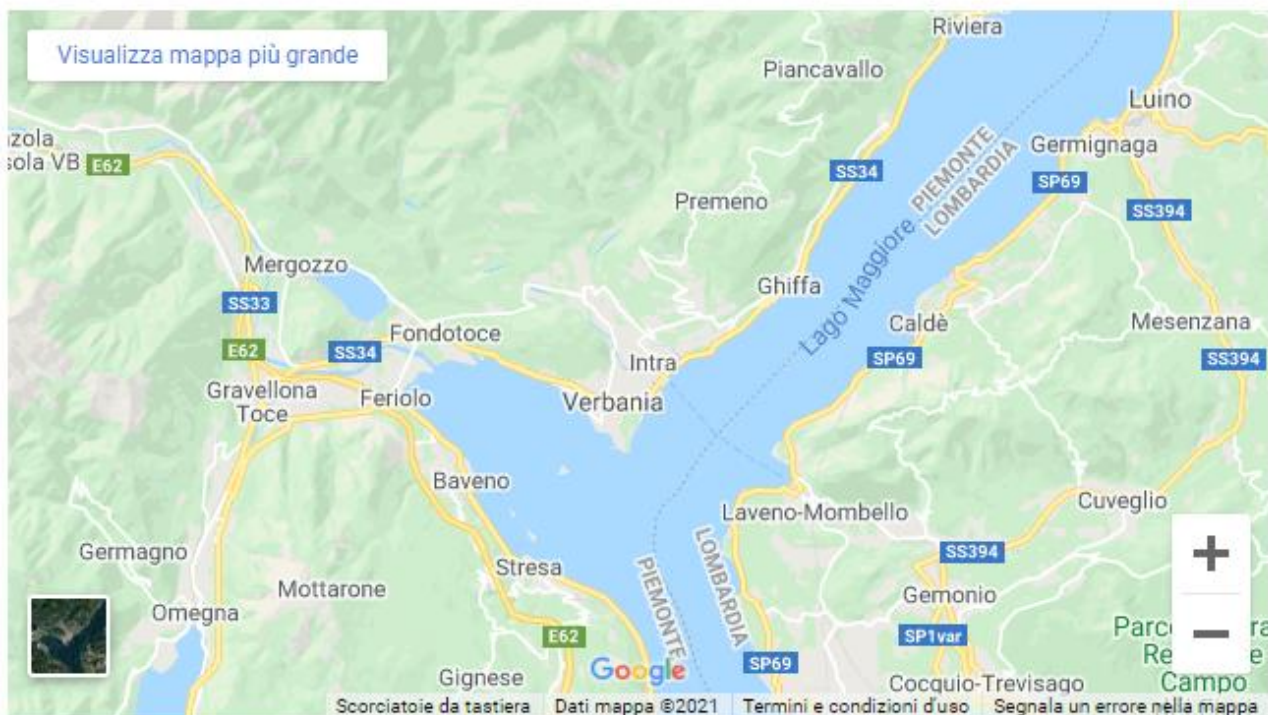 Visualizza mappa più grande
Riviera
Piancavallo
Luino
Germignaga
SP69
SS394
SS34
PIEMONTE
LOMBARDIA
E62
Premeno
Mergozzo
Ghiffa
Lago Maggiore
SS33
Fondotoce
Caldè
Mesenzana
E62
SS34
Intra
SP69
SS394
Gravellona
Toce
Feriolo
Verbania
Baveno
Laveno-Mombello
Cuveglio
Germagno
Stresa
PIEMONTE
LOMBARDIA
SS394
Mottarone
Gemonio
Omegna
E62
SP1var
Google
SP69
Gignese
Cocquio-Trevisago
Campo
Scorciatoie da tastiera
Dati mappa ©2021
Termini e condizioni d'uso
Segnala un errore nella mappa